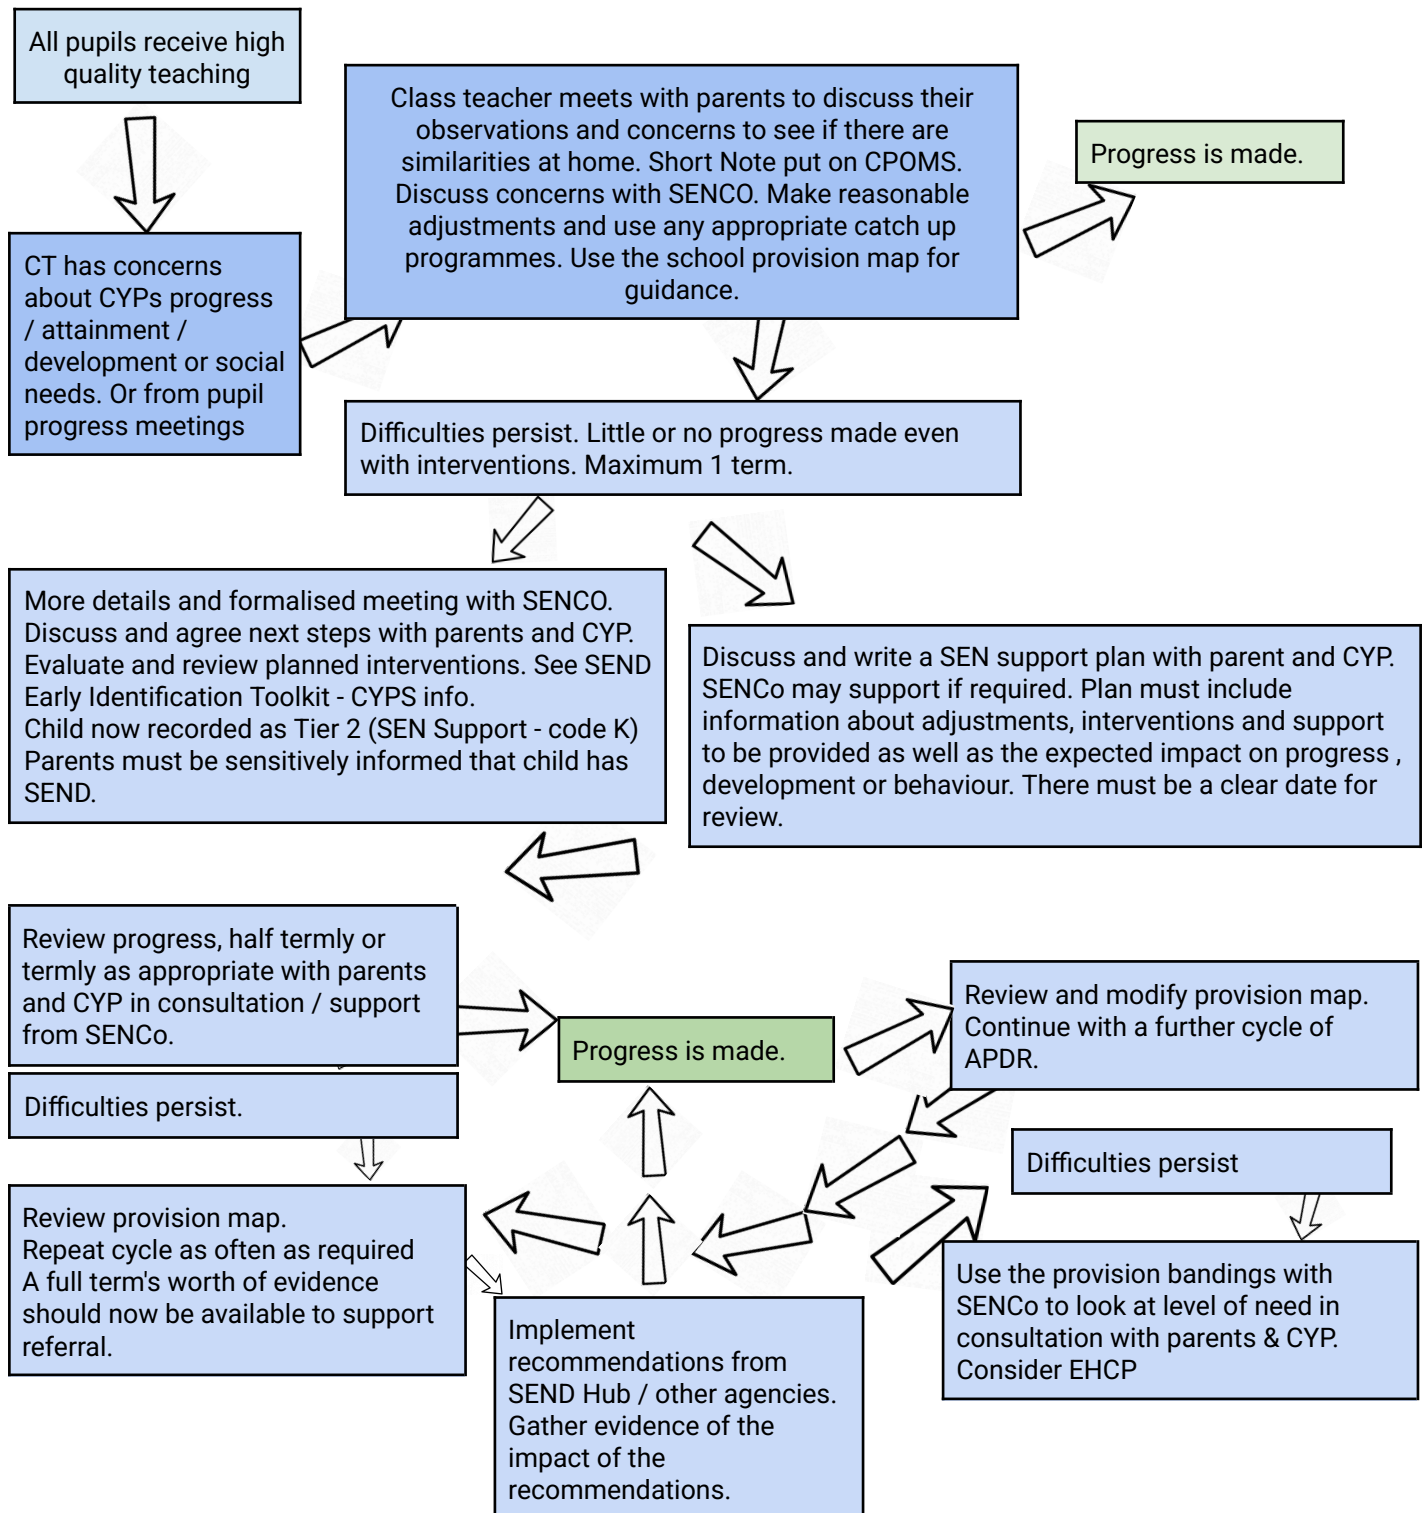 All pupils receive high
quality teaching
Class teacher meets with parents to discuss their
observations and concerns to see if there are
similarities at home. Short Note put on CPOMS.
Discuss concerns with SENCO. Make reasonable
adjustments and use any appropriate catch up
programmes. Use the school provision map for
guidance.
Progress is made.
CT has concerns
about CYPs progress
/ attainment /
development or social
needs. Or from pupil
progress meetings
Difficulties persist. Little or no progress made even
with interventions. Maximum 1 term.
More details and formalised meeting with SENCO.
Discuss and agree next steps with parents and CYP.
Evaluate and review planned interventions. See SEND
Early Identification Toolkit - CYPS info.
Child now recorded as Tier 2 (SEN Support - code K)
Parents must be sensitively informed that child has
SEND.
Discuss and write a SEN support plan with parent and CYP.
SENCo may support if required. Plan must include
information about adjustments, interventions and support
to be provided as well as the expected impact on progress ,
development or behaviour. There must be a clear date for
review.
Review progress, half termly or
termly as appropriate with parents
and CYP in consultation / support
from SENCo.
Progress is made.
Review and modify provision map.
Continue with a further cycle of
APDR.
Difficulties persist.
Difficulties persist
Review provision map.
Repeat cycle as often as required
A full term's worth of evidence
should now be available to support
referral.
Use the provision bandings with
SENCo to look at level of need in
consultation with parents & CYP.
Consider EHCP
Implement
recommendations from
SEND Hub / other agencies.
Gather evidence of the
impact of the
recommendations.